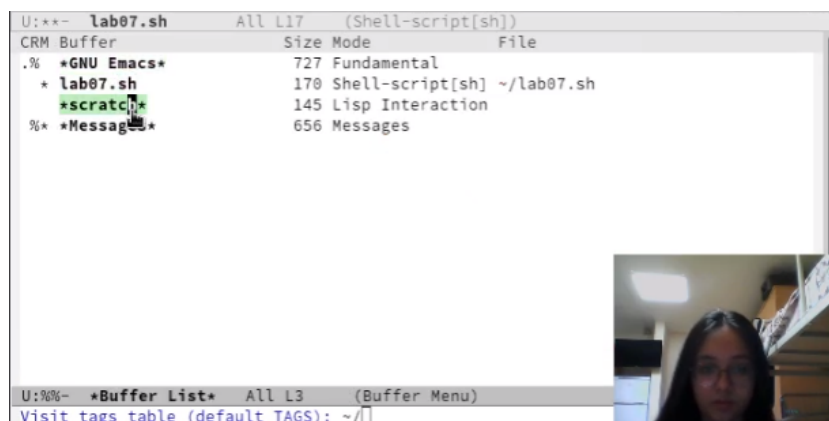 U:**-  lab07.sh      All L17    (Shell-script[sh])
CRM Buffer                Size Mode             File
.%  *GNU Emacs*            727 Fundamental
  * lab07.sh               170 Shell-script[sh] ~/lab07.sh
    *scratch*              145 Lisp Interaction
 %* *Messages*             656 Messages
U:%%-  *Buffer List*   All L3     (Buffer Menu)
Visit tags table (default TAGS): ~/